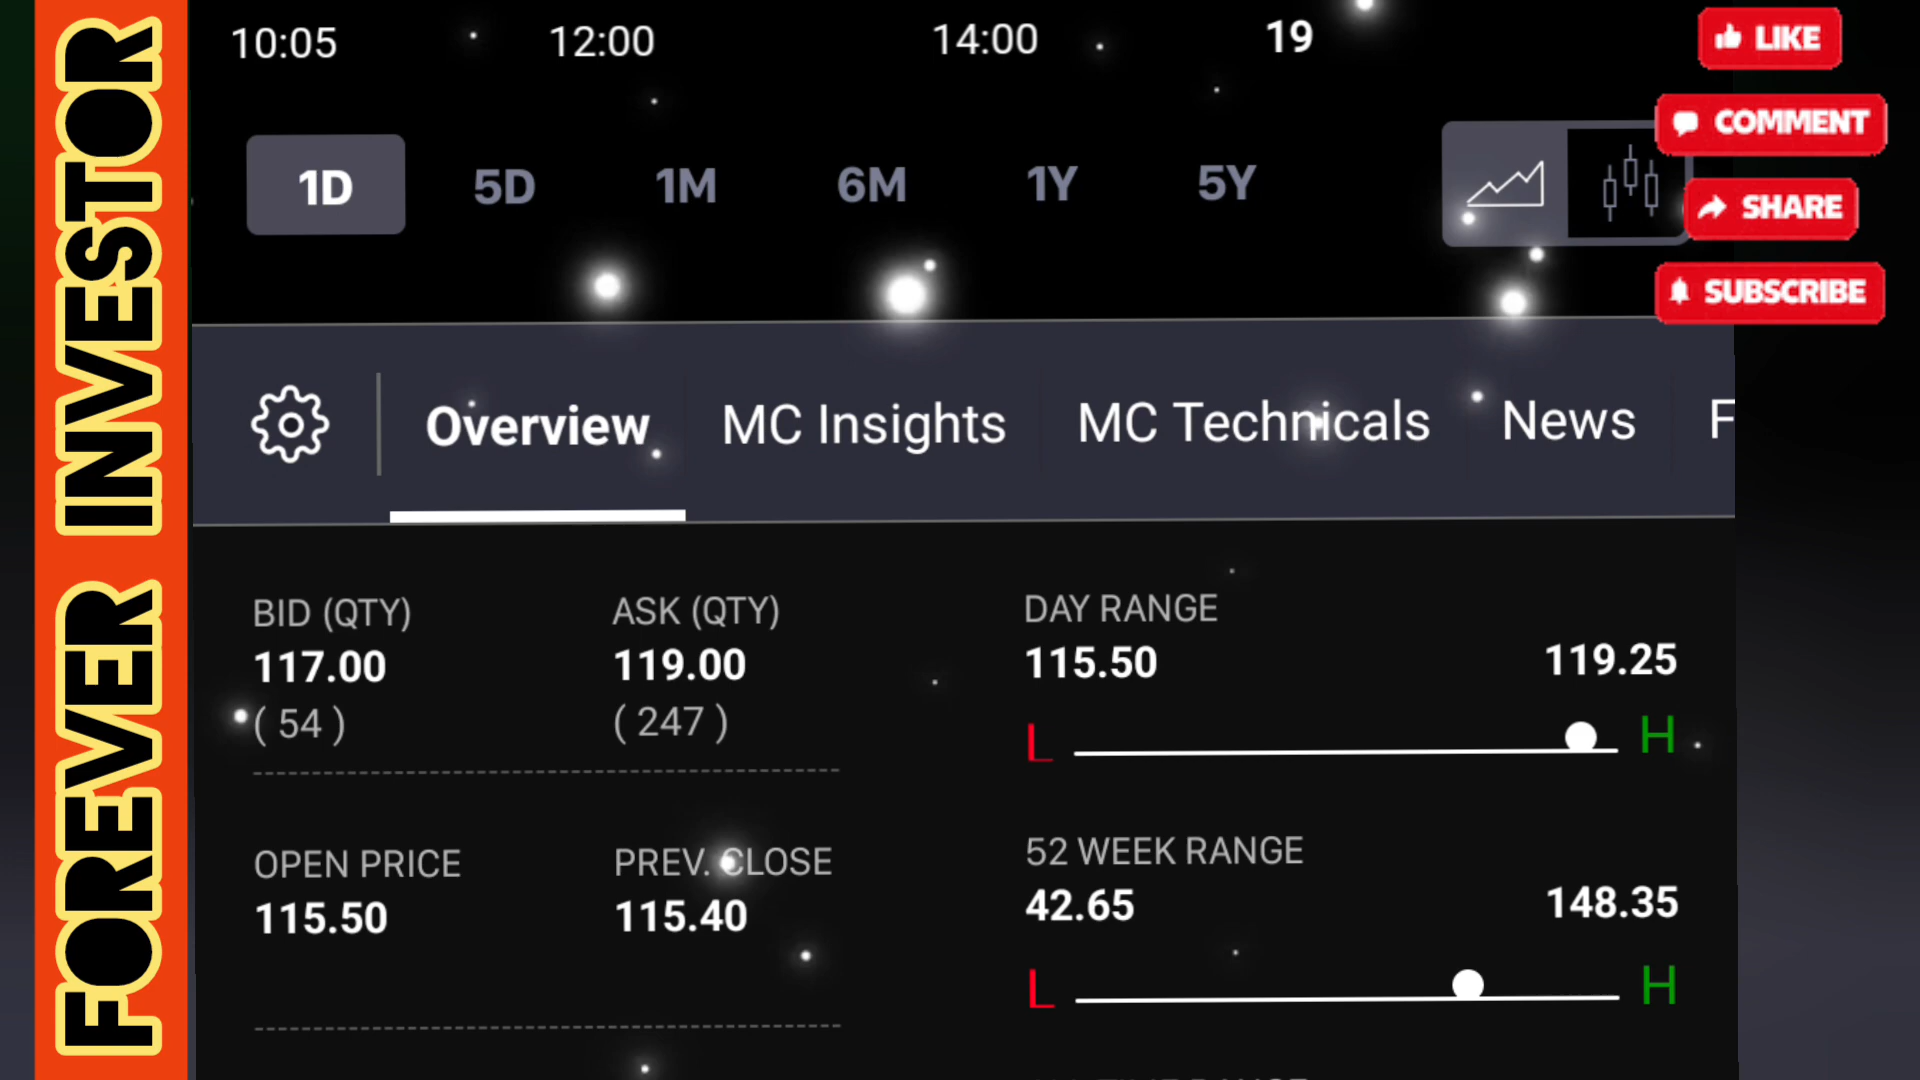 FOREVER INVESTOR
10:05 12:00 14:00 19
LIKE
COMMENT
SHARE
SUBSCRIBE
1D 5D 1M 6M 1Y 5Y
Overview MC Insights MC Technicals News F
BID (QTY) ASK (QTY) DAY RANGE
117.00 119.00 115.50 119.25
( 54 ) ( 247 ) L H
OPEN PRICE PREV. CLOSE 52 WEEK RANGE
115.50 115.40 42.65 148.35
L H